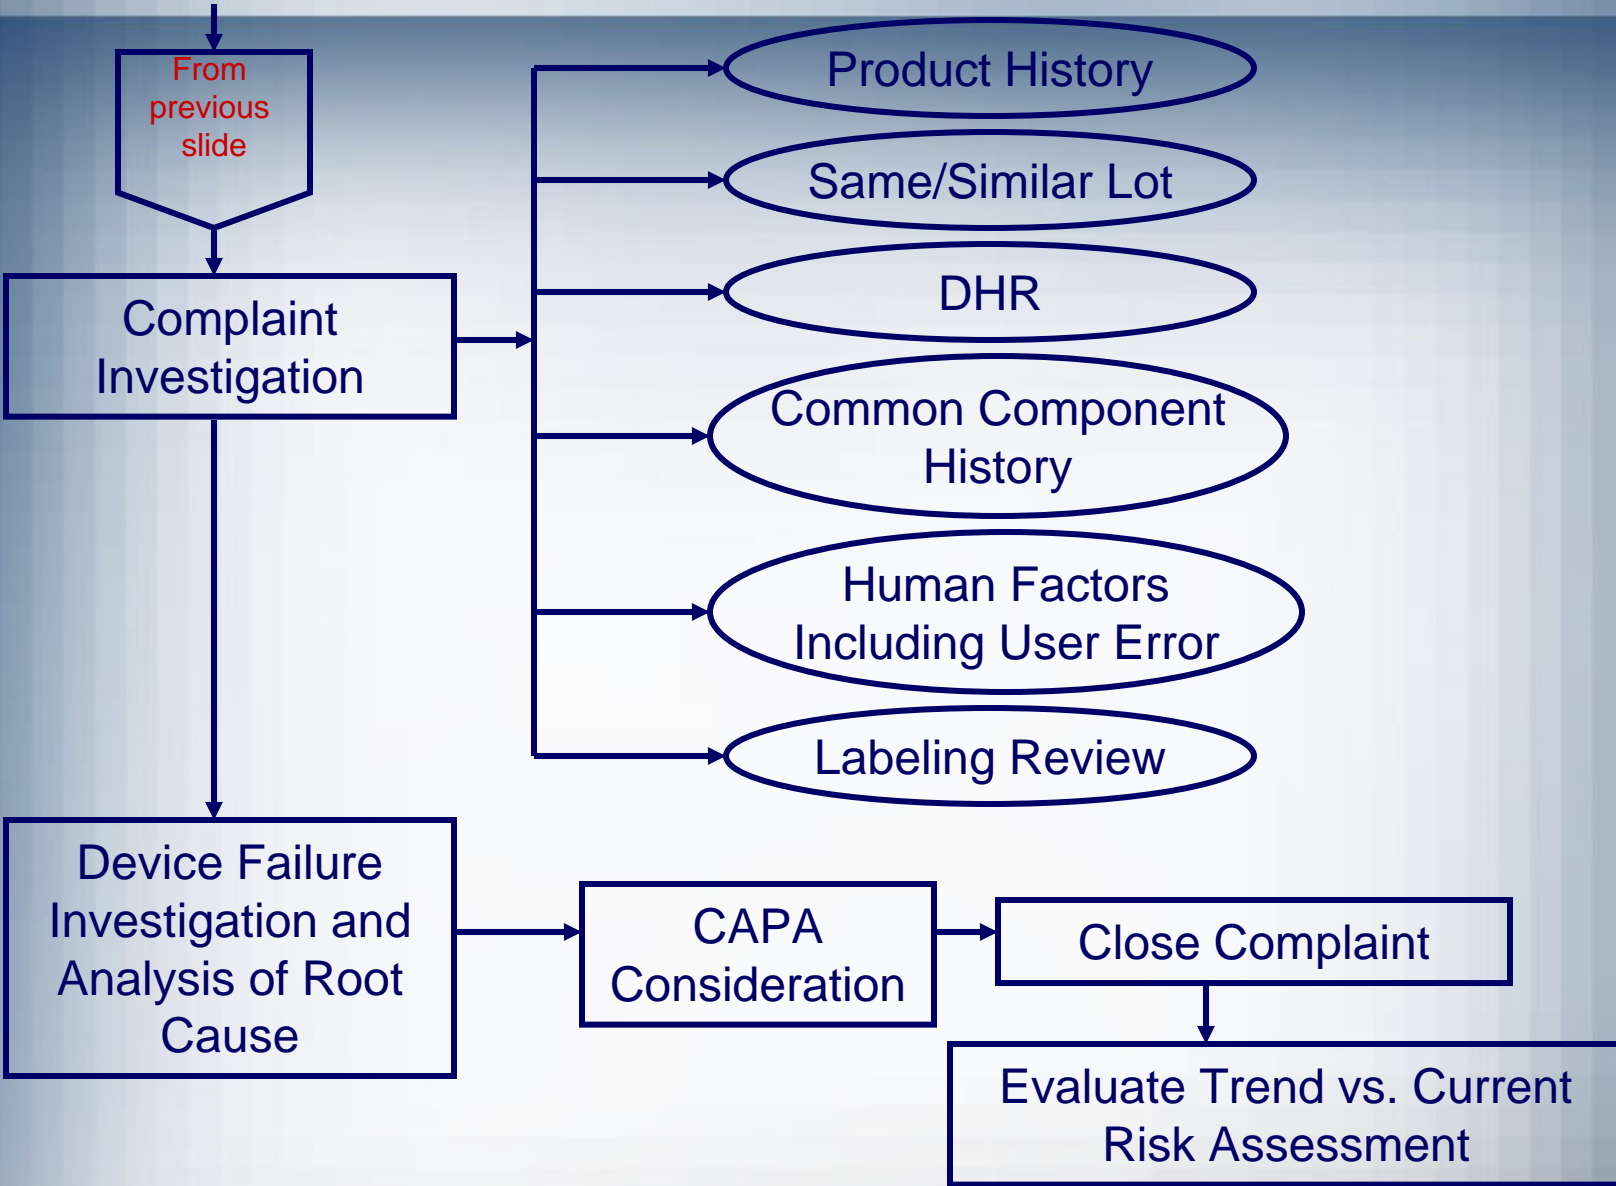 From
previous
slide
Product History
Same/Similar Lot
DHR
Complaint
Investigation
Common Component
History
Human Factors
Including User Error
Labeling Review
Device Failure
Investigation and
Analysis of Root
Cause
CAPA
Consideration
Close Complaint
Evaluate Trend vs. Current
Risk Assessment